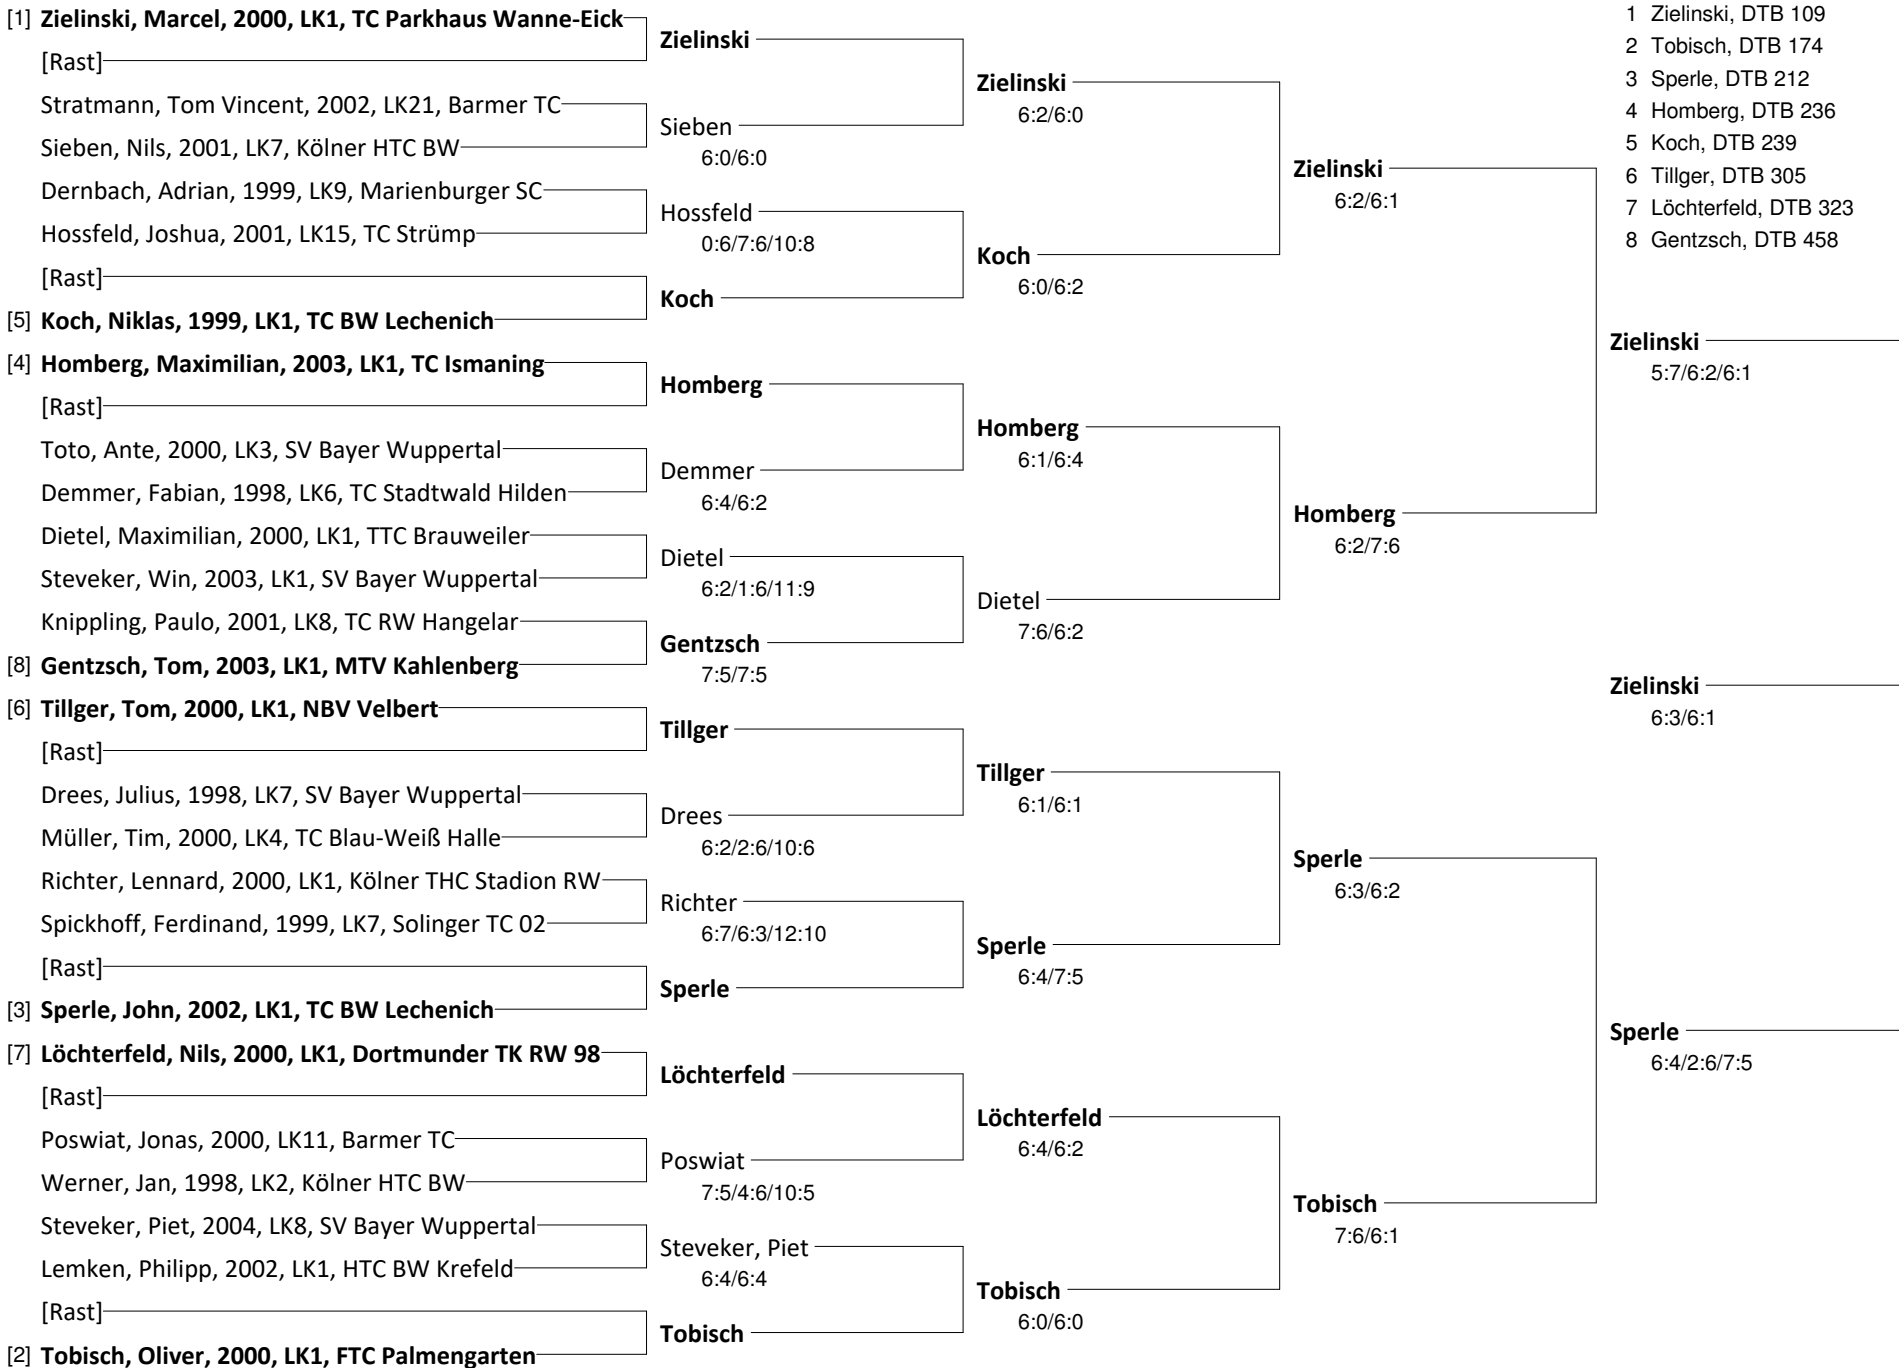 [1] Zielinski, Marcel, 2000, LK1, TC Parkhaus Wanne-Eick
[Rast]
Stratmann, Tom Vincent, 2002, LK21, Barmer TC
Sieben, Nils, 2001, LK7, Kölner HTC BW
Dernbach, Adrian, 1999, LK9, Marienburger SC
Hossfeld, Joshua, 2001, LK15, TC Strümp
[Rast]
[5] Koch, Niklas, 1999, LK1, TC BW Lechenich
[4] Homberg, Maximilian, 2003, LK1, TC Ismaning
[Rast]
Toto, Ante, 2000, LK3, SV Bayer Wuppertal
Demmer, Fabian, 1998, LK6, TC Stadtwald Hilden
Dietel, Maximilian, 2000, LK1, TTC Brauweiler
Steveker, Win, 2003, LK1, SV Bayer Wuppertal
Knippling, Paulo, 2001, LK8, TC RW Hangelar
[8] Gentzsch, Tom, 2003, LK1, MTV Kahlenberg
[6] Tillger, Tom, 2000, LK1, NBV Velbert
[Rast]
Drees, Julius, 1998, LK7, SV Bayer Wuppertal
Müller, Tim, 2000, LK4, TC Blau-Weiß Halle
Richter, Lennard, 2000, LK1, Kölner THC Stadion RW
Spickhoff, Ferdinand, 1999, LK7, Solinger TC 02
[Rast]
[3] Sperle, John, 2002, LK1, TC BW Lechenich
[7] Löchterfeld, Nils, 2000, LK1, Dortmunder TK RW 98
[Rast]
Poswiat, Jonas, 2000, LK11, Barmer TC
Werner, Jan, 1998, LK2, Kölner HTC BW
Steveker, Piet, 2004, LK8, SV Bayer Wuppertal
Lemken, Philipp, 2002, LK1, HTC BW Krefeld
[Rast]
[2] Tobisch, Oliver, 2000, LK1, FTC Palmengarten
Zielinski
Sieben
6:0/6:0
Hossfeld
0:6/7:6/10:8
Koch
Homberg
Demmer
6:4/6:2
Dietel
6:2/1:6/11:9
Gentzsch
7:5/7:5
Tillger
Drees
6:2/2:6/10:6
Richter
6:7/6:3/12:10
Sperle
Löchterfeld
Poswiat
7:5/4:6/10:5
Steveker, Piet
6:4/6:4
Tobisch
Zielinski
6:2/6:0
Koch
6:0/6:2
Homberg
6:1/6:4
Dietel
7:6/6:2
Tillger
6:1/6:1
Sperle
6:4/7:5
Löchterfeld
6:4/6:2
Tobisch
6:0/6:0
Zielinski
6:2/6:1
Homberg
6:2/7:6
Sperle
6:3/6:2
Tobisch
7:6/6:1
1 Zielinski, DTB 109
2 Tobisch, DTB 174
3 Sperle, DTB 212
4 Homberg, DTB 236
5 Koch, DTB 239
6 Tillger, DTB 305
7 Löchterfeld, DTB 323
8 Gentzsch, DTB 458
Zielinski
5:7/6:2/6:1
Zielinski
6:3/6:1
Sperle
6:4/2:6/7:5